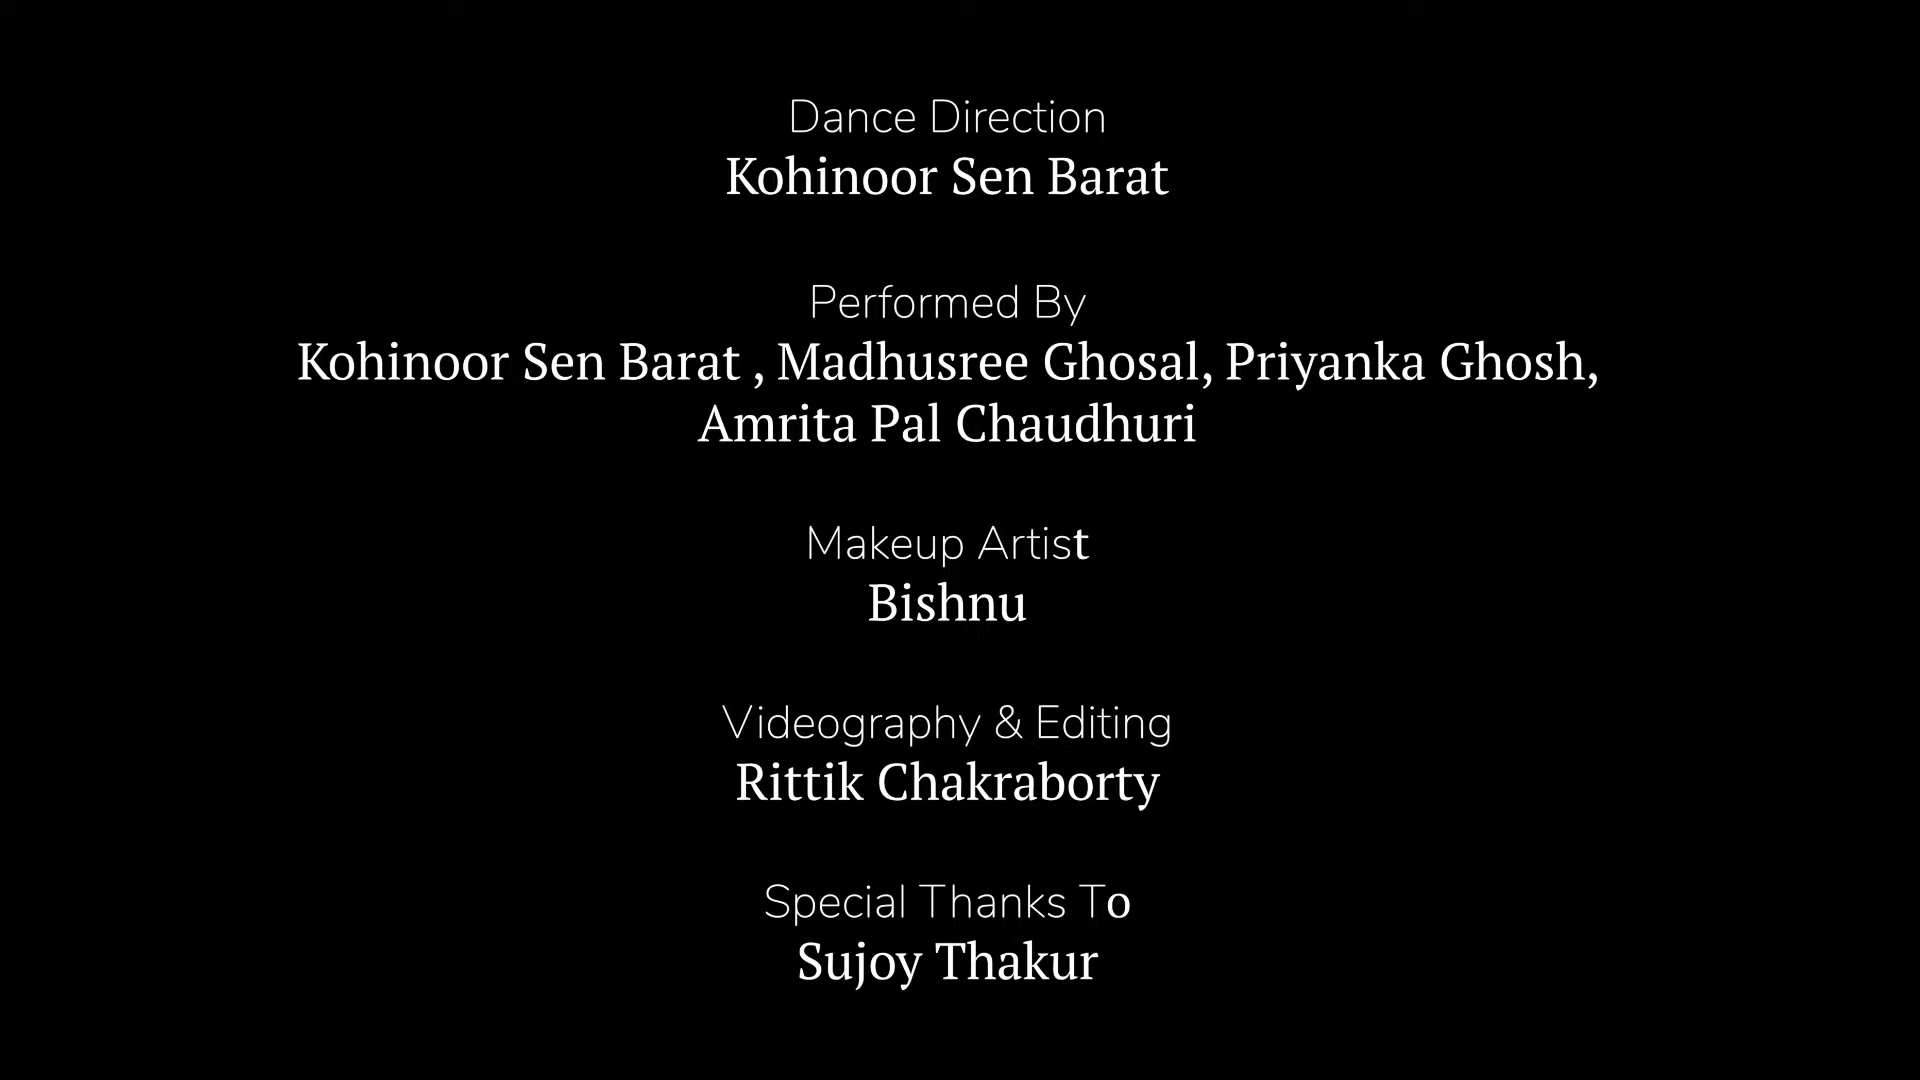 Dance Direction
Kohinoor Sen Barat
Performed By
Kohinoor Sen Barat , Madhusree Ghosal, Priyanka Ghosh,
Amrita Pal Chaudhuri
Makeup Artist
Bishnu
Videography & Editing
Rittik Chakraborty
Special Thanks To
Sujoy Thakur